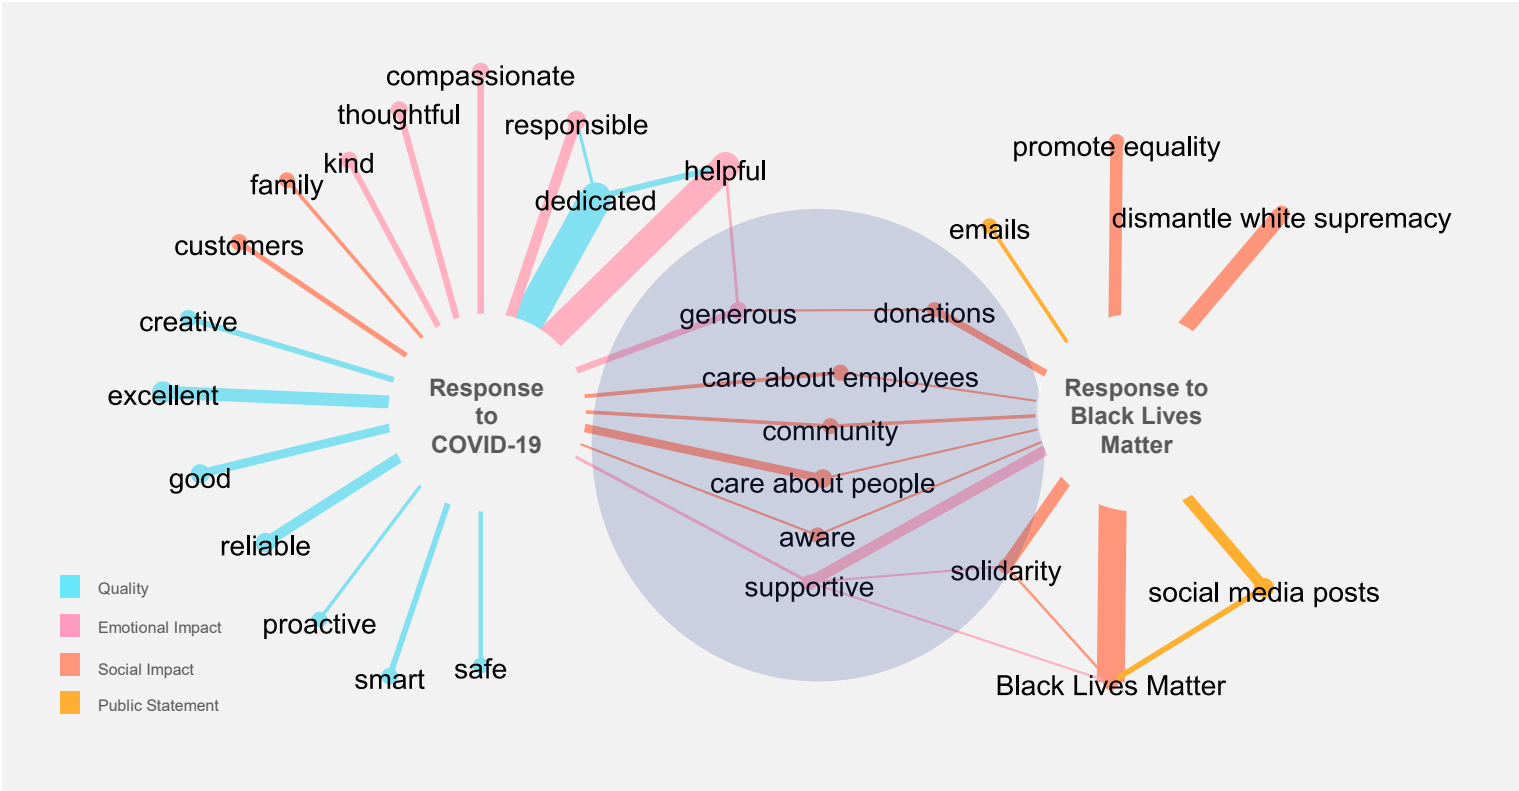 compassionate
thoughtful
responsible
kind
helpful
family
dedicated
customers
creative
excellent
good
reliable
proactive
smart
safe
Response
to
COVID-19
generous
donations
care about employees
community
care about people
aware
supportive
solidarity
promote equality
dismantle white supremacy
emails
Response to
Black Lives
Matter
social media posts
Black Lives Matter
Quality
Emotional Impact
Social Impact
Public Statement